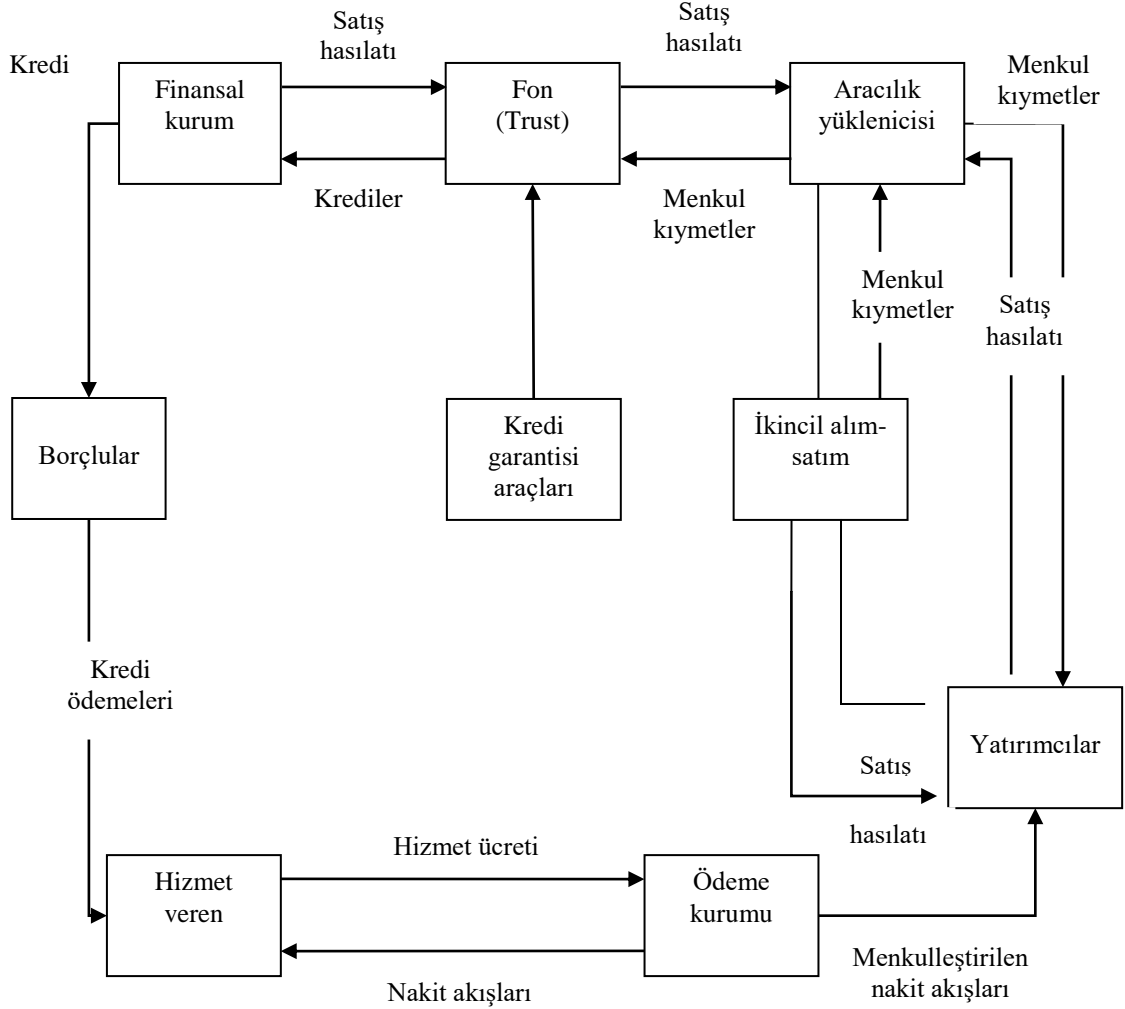 Satış
hasılatı
Satış
hasılatı
Kredi
Finansal
kurum
Fon
(Trust)
Aracılık
yüklenicisi
Menkul
kıymetler
Krediler
Menkul
kıymetler
Menkul
kıymetler
Satış
hasılatı
Borçlular
Kredi
garantisi
araçları
İkincil alım-
satım
Kredi
ödemeleri
Yatırımcılar
Satış
hasılatı
Hizmet ücreti
Hizmet
veren
Ödeme
kurumu
Nakit akışları
Menkulleştirilen
nakit akışları